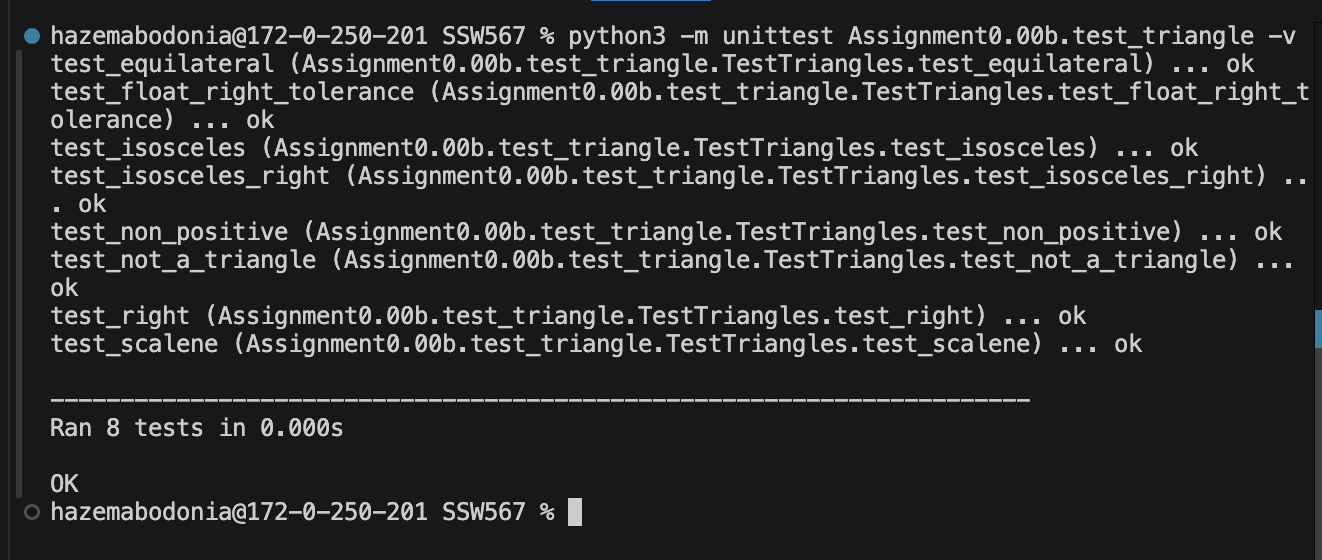 hazemabodonia@172-0-250-201 SSW567 % python3 -m unittest Assignment0.00b.test_triangle -v
test_equilateral (Assignment0.00b.test_triangle.TestTriangles.test_equilateral) ... ok
test_float_right_tolerance (Assignment0.00b.test_triangle.TestTriangles.test_float_right_t
olerance) ... ok
test_isosceles (Assignment0.00b.test_triangle.TestTriangles.test_isosceles) ... ok
test_isosceles_right (Assignment0.00b.test_triangle.TestTriangles.test_isosceles_right) ..
. ok
test_non_positive (Assignment0.00b.test_triangle.TestTriangles.test_non_positive) ... ok
test_not_a_triangle (Assignment0.00b.test_triangle.TestTriangles.test_not_a_triangle) ...
ok
test_right (Assignment0.00b.test_triangle.TestTriangles.test_right) ... ok
test_scalene (Assignment0.00b.test_triangle.TestTriangles.test_scalene) ... ok
----------------------------------------------------------------------
Ran 8 tests in 0.000s
OK
hazemabodonia@172-0-250-201 SSW567 %